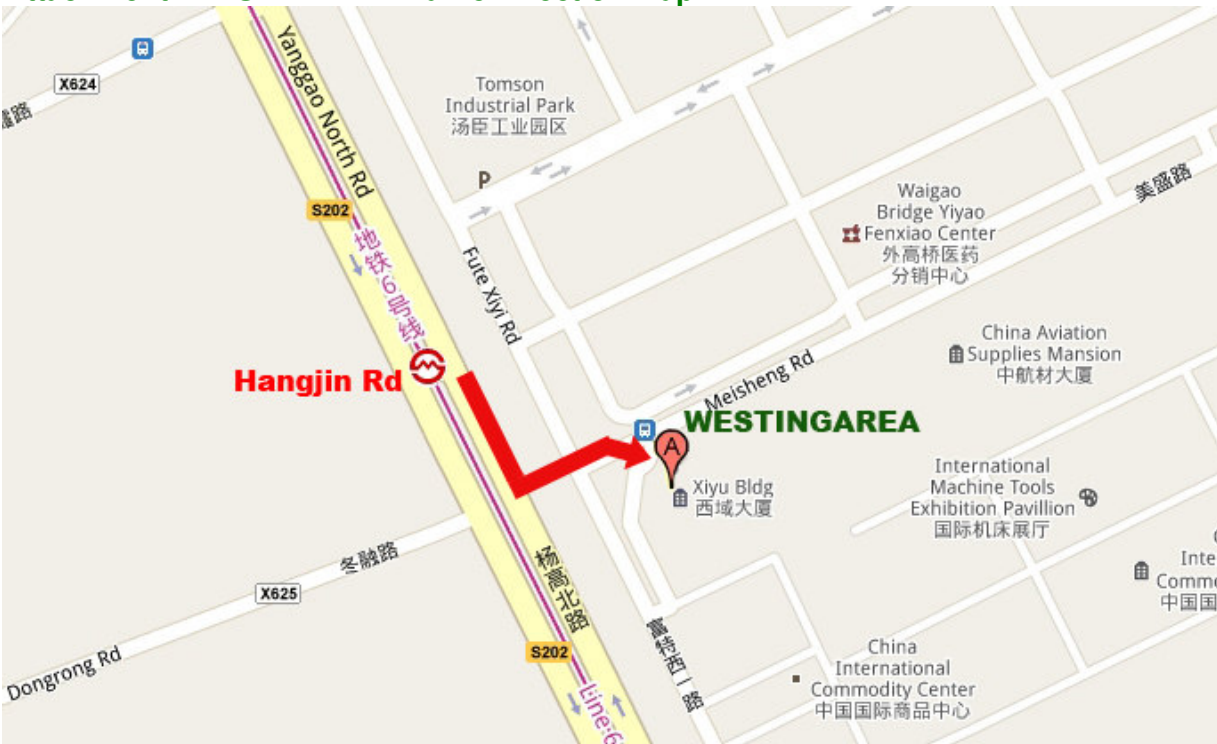 X624
Yanggao North Rd
Tomson
Industrial Park
汤臣工业园区
P
S202
地铁6号线
Fute Xiyi Rd
Waigao
Bridge Yiyao
Fenxiao Center
外高桥医药
分销中心
美盛路
China Aviation
Supplies Mansion
中航材大厦
Hangjin Rd
Meisheng Rd
WESTINGAREA
A
Xiyu Bldg
西域大厦
International
Machine Tools
Exhibition Pavillion
国际机床展厅
冬融路
X625
杨高北路
Inte
Comme
中国国
S202
Dongrong Rd
Line:6
China
International
Commodity Center
中国国际商品中心